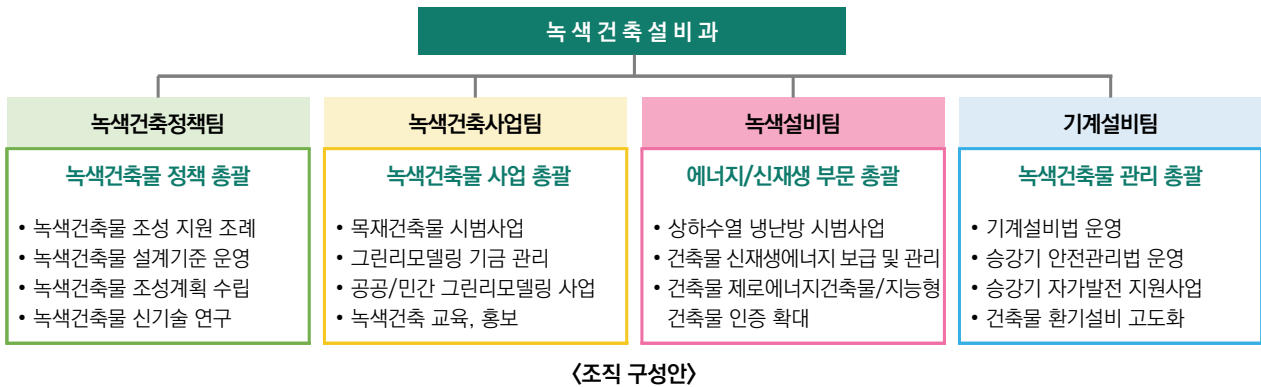 녹색건축설비과
녹색건축정책팀
녹색건축물 정책 총괄
• 녹색건축물 조성 지원 조례
• 녹색건축물 설계기준 운영
• 녹색건축물 조성계획 수립
• 녹색건축물 신기술 연구
녹색건축사업팀
녹색건축물 사업 총괄
• 목재건축물 시범사업
• 그린리모델링 기금 관리
• 공공/민간 그린리모델링 사업
• 녹색건축 교육, 홍보
녹색설비팀
에너지/신재생 부문 총괄
• 상하수열 냉난방 시범사업
• 건축물 신재생에너지 보급 및 관리
• 건축물 제로에너지건축물/지능형
건축물 인증 확대
기계설비팀
녹색건축물 관리 총괄
• 기계설비법 운영
• 승강기 안전관리법 운영
• 승강기 자가발전 지원사업
• 건축물 환기설비 고도화
〈조직 구성안〉